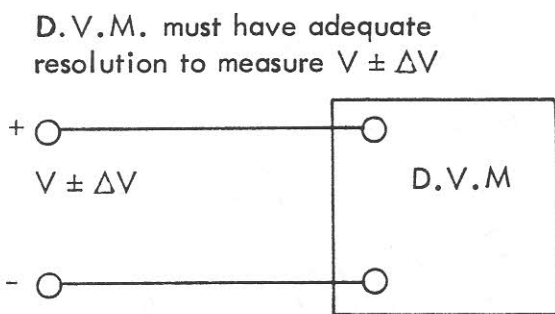 D.V.M. must have adequate
resolution to measure V ± ΔV
+
V ± ΔV
D.V.M
-